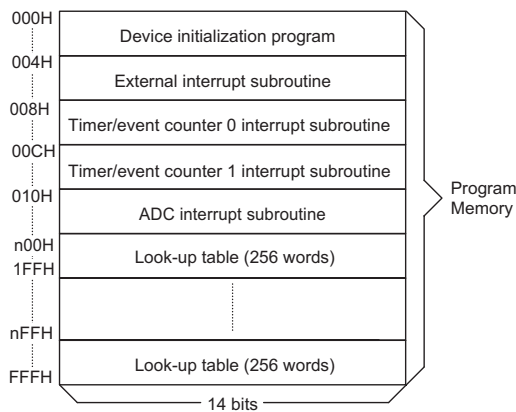 000H
Device initialization program
004H
External interrupt subroutine
008H
Timer/event counter 0 interrupt subroutine
00CH
Timer/event counter 1 interrupt subroutine
010H
ADC interrupt subroutine
n00H
Look-up table (256 words)
1FFH
nFFH
Look-up table (256 words)
FFFH
14 bits
Program
Memory